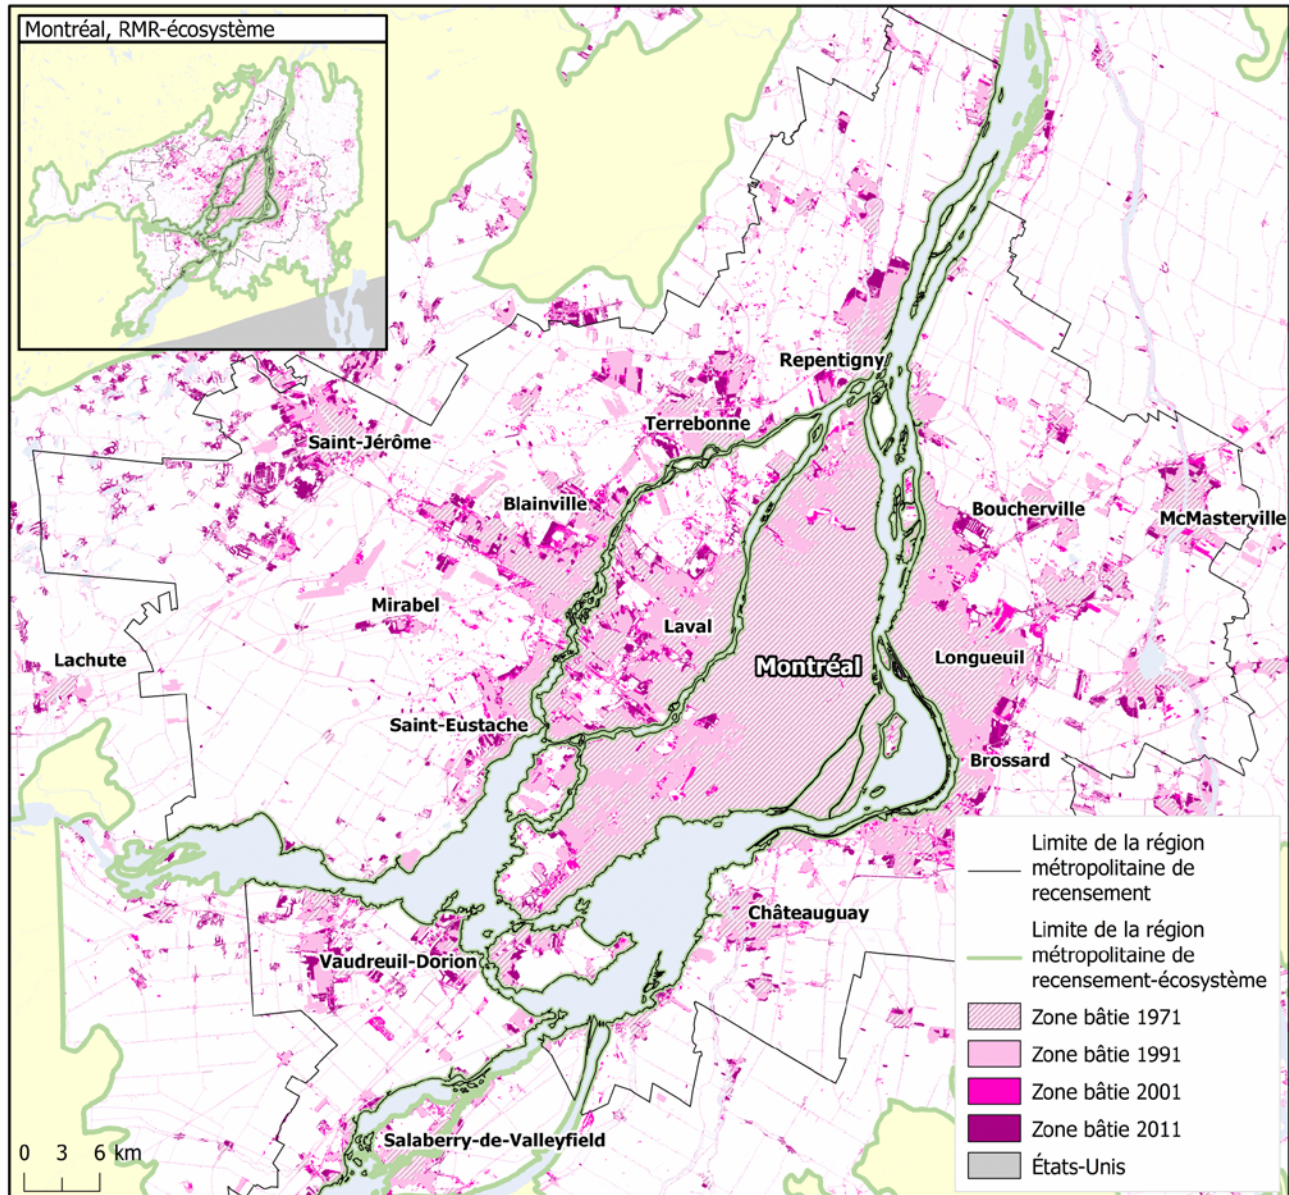 Montréal, RMR-écosystème
Repentigny
Terrebonne
Saint-Jérôme
Blainville
Boucherville
McMasterville
Mirabel
Laval
Lachute
Montréal
Longueuil
Saint-Eustache
Brossard
Châteauguay
Vaudreuil-Dorion
Salaberry-de-Valleyfield
0 3 6 km
Limite de la région
métropolitaine de
recensement
Limite de la région
métropolitaine de
recensement-écosystème
Zone bâtie 1971
Zone bâtie 1991
Zone bâtie 2001
Zone bâtie 2011
États-Unis